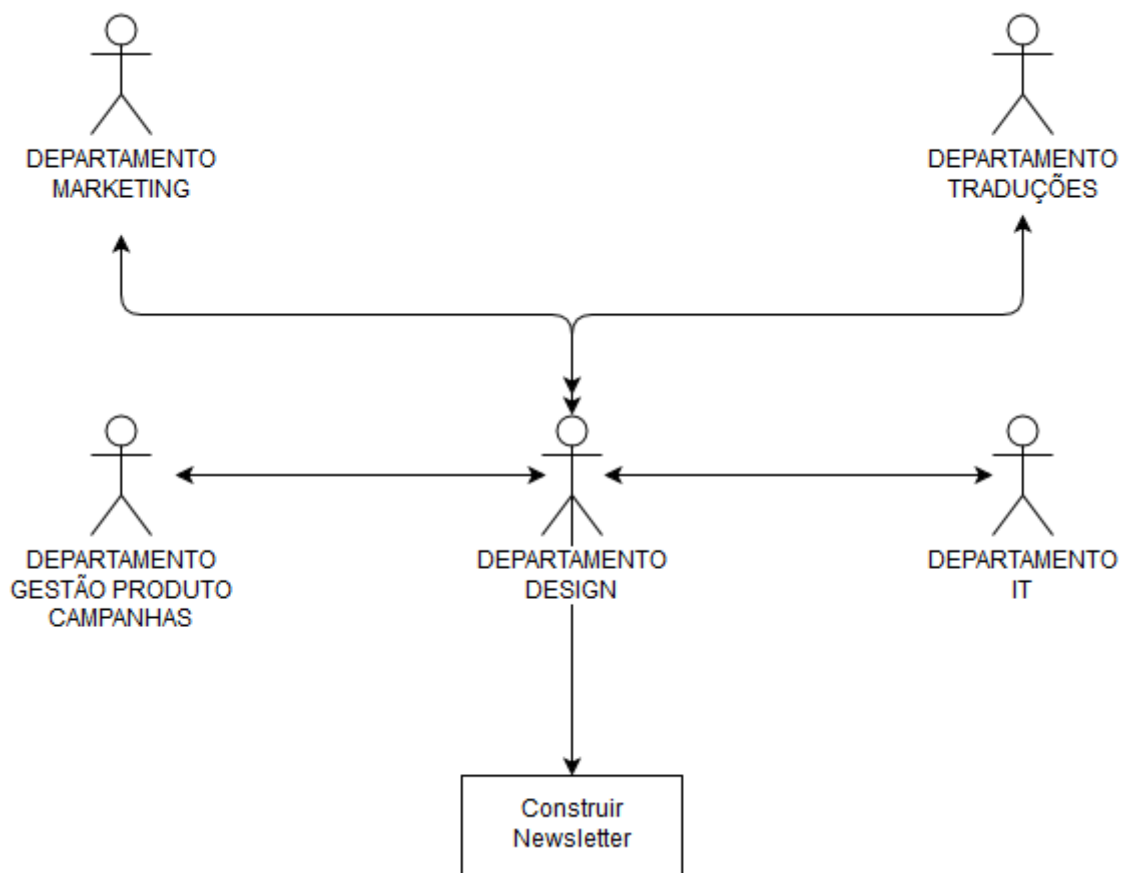 DEPARTAMENTO
MARKETING
DEPARTAMENTO
TRADUÇÕES
DEPARTAMENTO
GESTÃO PRODUTO
CAMPANHAS
DEPARTAMENTO
DESIGN
DEPARTAMENTO
IT
Construir
Newsletter